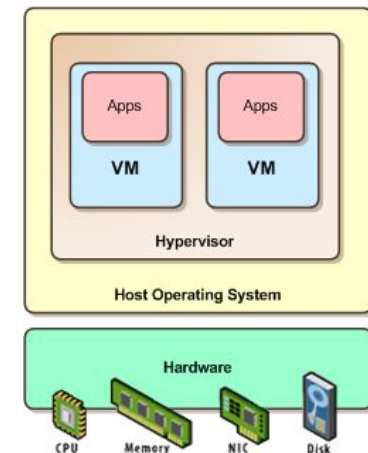 Apps Apps
VM VM
Hypervisor
Host Operating System
Hardware
CPU Memory NIC Disk